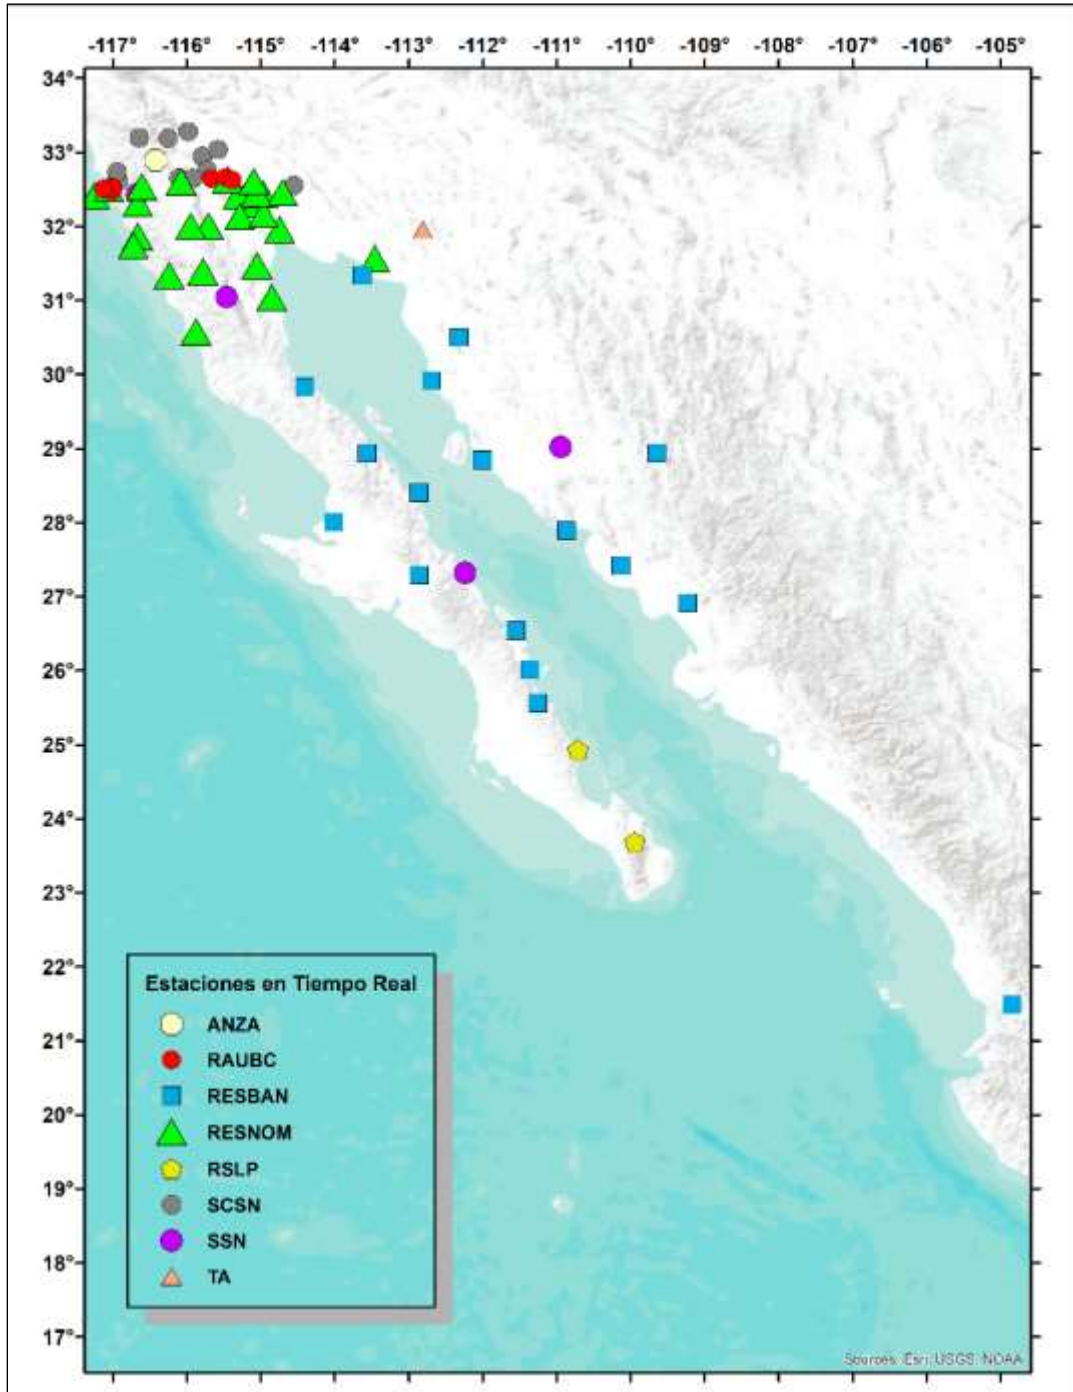 -117° -116° -115° -114° -113° -112° -111° -110° -109° -108° -107° -106° -105°
34°
33°
32°
31°
30°
29°
28°
27°
26°
25°
24°
23°
22°
21°
20°
19°
18°
17°
Estaciones en Tiempo Real
ANZA
RAUBC
RESBAN
RESNOM
RSLP
SCSN
SSN
TA
Sources: Esri, USGS, NOAA